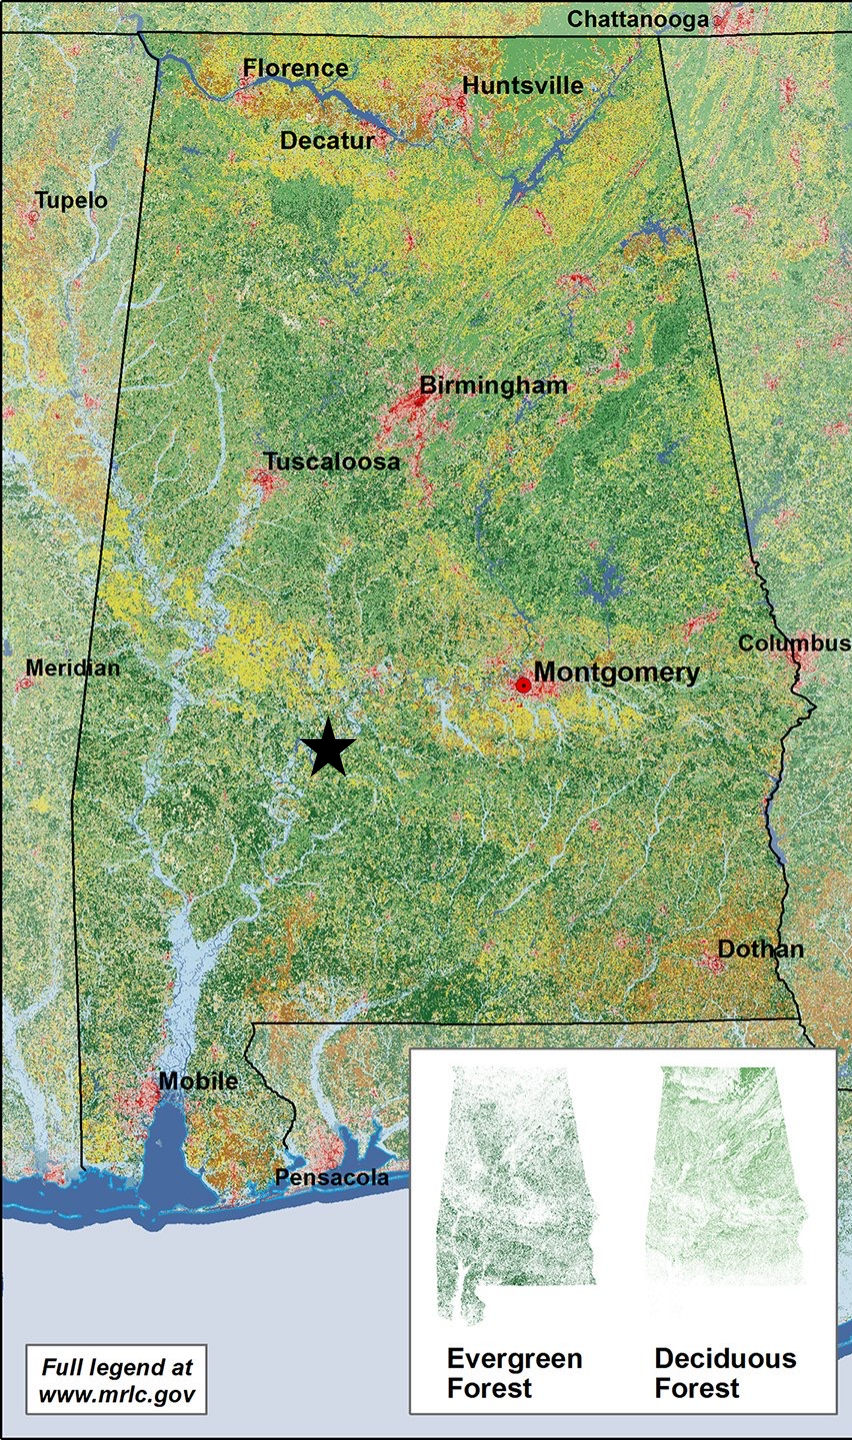 Chattanooga
Florence
Huntsville
Decatur
Tupelo
Birmingham
Tuscaloosa
Columbus
Meridian
Montgomery
Dothan
Mobile
Pensacola
Evergreen
Forest
Deciduous
Forest
Full legend at
www.mrlc.gov